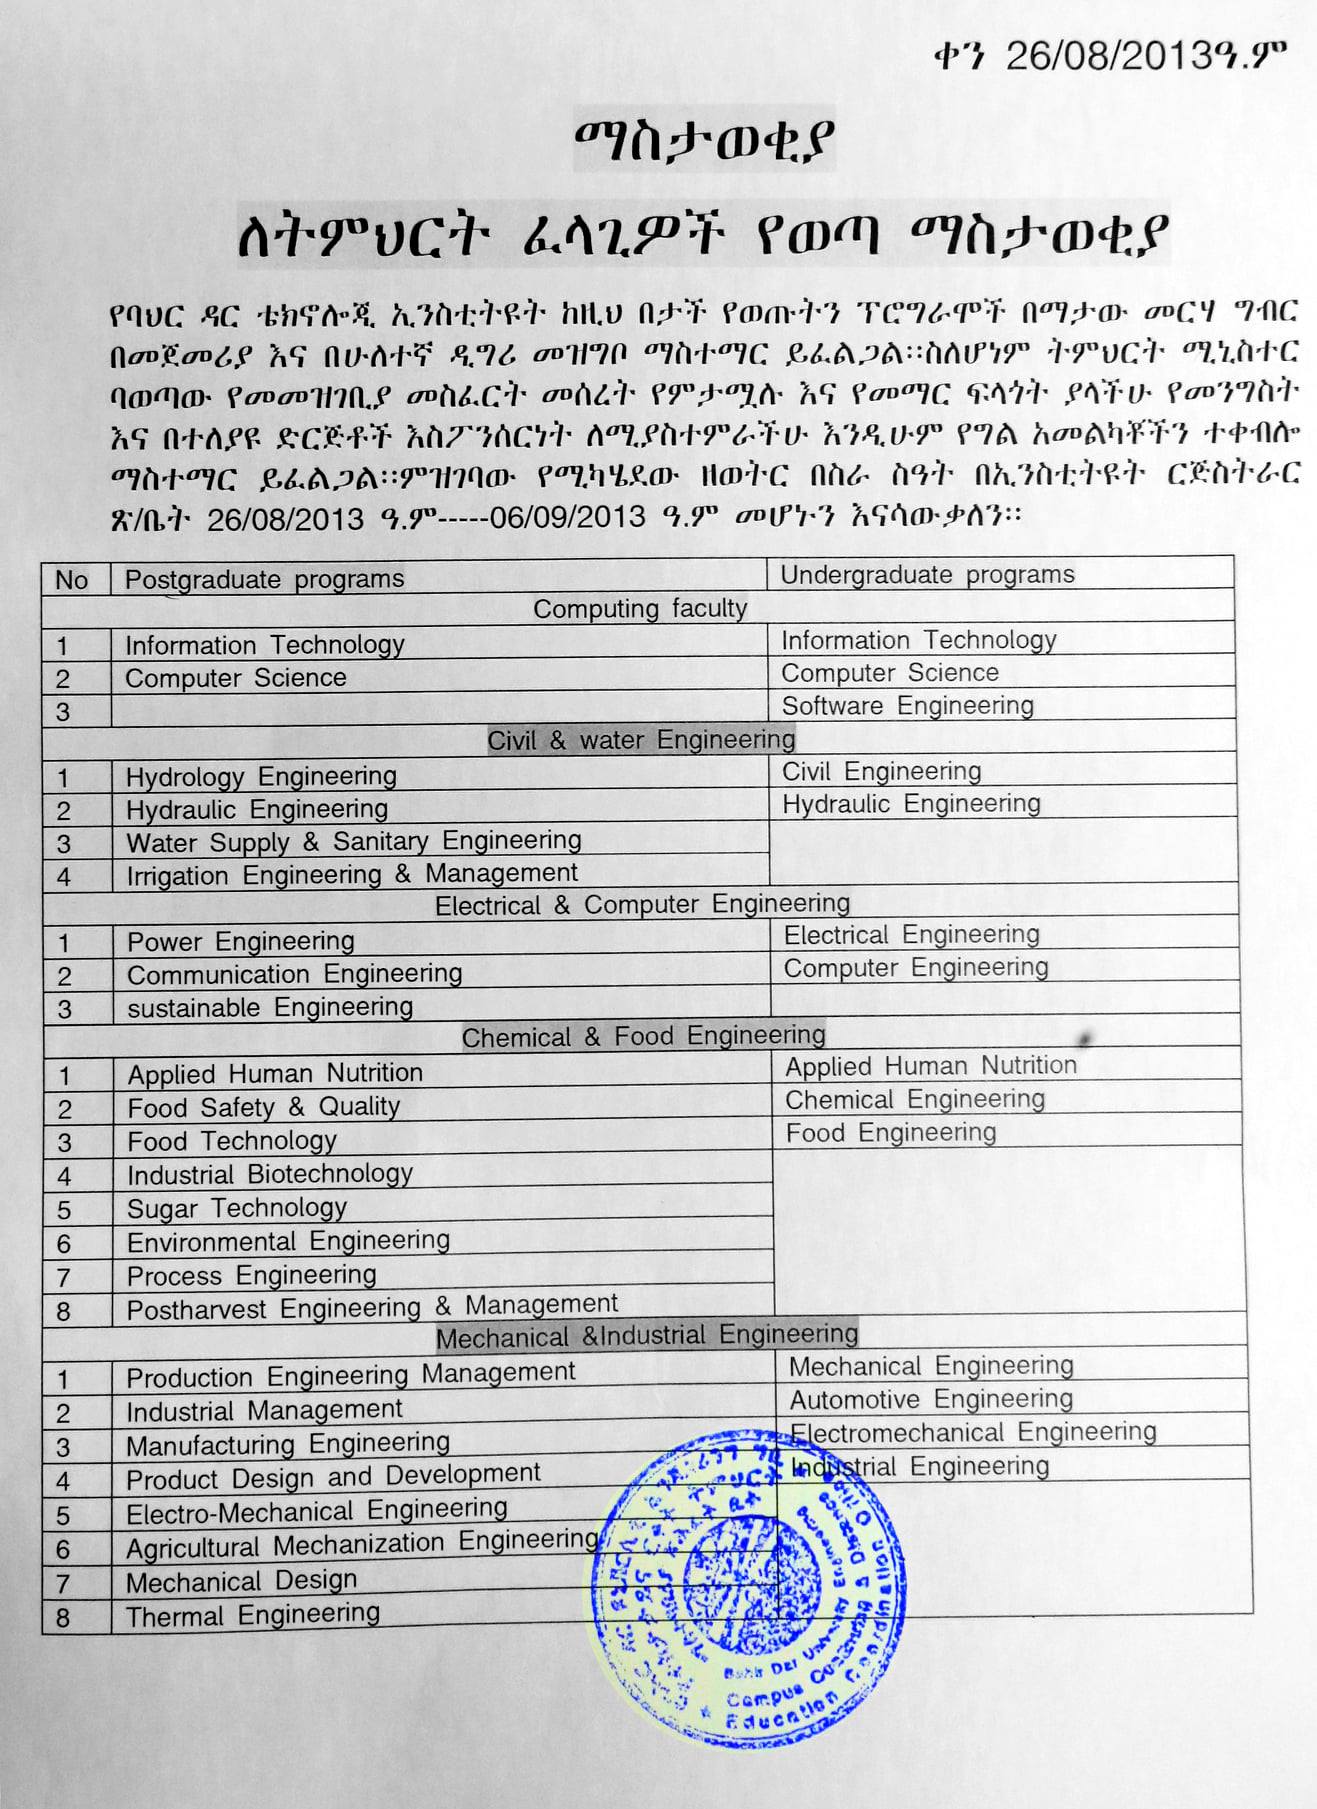 ቀን 26/08/2013ዓ.ም
ማስታወቂያ
ለትምህርት ፈላጊዎች የወጣ ማስታወቂያ
የባህር ዳር ቴክኖሎጂ ኢንስቲትዩት ከዚህ በታች የወጡትን ፕሮግራሞች በማታው መርሃ ግብር
በመጀመሪያ እና በሁለተኛ ዲግሪ መዝግቦ ማስተማር ይፈልጋል፡፡ስለሆነም ትምህርት ሚኒስተር
ባወጣው የመመዝገቢያ መስፈርት መሰረት የምታሟሉ እና የመማር ፍላጎት ያላችሁ የመንግስት
እና በተለያዩ ድርጅቶች እስፖንሰርነት ለሚያስተምራችሁ እንዲሁም የግል አመልካቾችን ተቀብሎ
ማስተማር ይፈልጋል፡፡ምዝገባው የሚካሄደው ዘወትር በስራ ስዓት በኢንስቲትዩት ርጅስትራር
ጽ/ቤት 26/08/2013 ዓ.ም-----06/09/2013 ዓ.ም መሆኑን እናሳውቃለን፡፡
No Postgraduate programs Undergraduate programs
Computing faculty
1 Information Technology Information Technology
2 Computer Science Computer Science
3 Software Engineering
Civil & water Engineering
1 Hydrology Engineering Civil Engineering
2 Hydraulic Engineering Hydraulic Engineering
3 Water Supply & Sanitary Engineering
4 Irrigation Engineering & Management
Electrical & Computer Engineering
1 Power Engineering Electrical Engineering
2 Communication Engineering Computer Engineering
3 sustainable Engineering
Chemical & Food Engineering
1 Applied Human Nutrition Applied Human Nutrition
2 Food Safety & Quality Chemical Engineering
3 Food Technology Food Engineering
4 Industrial Biotechnology
5 Sugar Technology
6 Environmental Engineering
7 Process Engineering
8 Postharvest Engineering & Management
Mechanical &Industrial Engineering
1 Production Engineering Management Mechanical Engineering
2 Industrial Management Automotive Engineering
3 Manufacturing Engineering Electromechanical Engineering
4 Product Design and Development Industrial Engineering
5 Electro-Mechanical Engineering
6 Agricultural Mechanization Engineering
7 Mechanical Design
8 Thermal Engineering
Bahir Dar University Engineering
Campus Continuing & Distance
Education Coordination Office